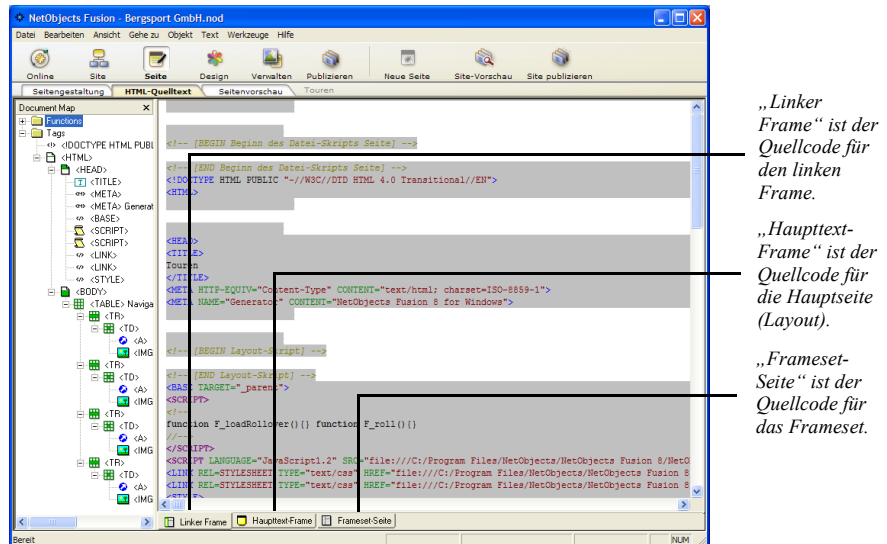 NetObjects Fusion - Bergsport GmbH.nod
Datei Bearbeiten Ansicht Gehe zu Objekt Text Werkzeuge Hilfe
Online Site Seite Design Verwalten Publizieren Neue Seite Site-Vorschau Site publizieren
Seitengestaltung HTML-Quelltext Seitenvorschau Touren
Document Map x
Functions
Tags
<!DOCTYPE HTML PUBL
<HTML>
<HEAD>
<TITLE>
<META>
<META> Generat
<BASE>
<SCRIPT>
<SCRIPT>
<LINK>
<LINK>
<STYLE>
<BODY>
<TABLE> Naviga
<TR>
<TD>
<A>
<IMG
<TR>
<TD>
<A>
<IMG
<TR>
<TD>
<A>
<IMG
<TR>
<TD>
<A>
<IMG
<!-- [BEGIN Beginn des Datei-Skripts Seite] -->
<!-- [END Beginn des Datei-Skripts Seite] -->
<!DOCTYPE HTML PUBLIC "-//W3C//DTD HTML 4.0 Transitional//EN">
<HTML>
<HEAD>
<TITLE>
Touren
</TITLE>
<META HTTP-EQUIV="Content-Type" CONTENT="text/html; charset=ISO-8859-1">
<META NAME="Generator" CONTENT="NetObjects Fusion 8 for Windows">
<!-- [BEGIN Layout-Skript] -->
<!-- [END Layout-Skript] -->
<BASE TARGET="_parent">
<SCRIPT>
<!--
function F_loadRollover(){} function F_roll(){}
//-->
</SCRIPT>
<SCRIPT LANGUAGE="JavaScript1.2" SRC="file:///C:/Program Files/NetObjects/NetObjects Fusion 8/NetO
<LINK REL=STYLESHEET TYPE="text/css" HREF="file:///C:/Program Files/NetObjects/NetObjects Fusion 8
<LINK REL=STYLESHEET TYPE="text/css" HREF="file:///C:/Program Files/NetObjects/NetObjects Fusion 8
<STYLE>
Linker Frame Haupttext-Frame Frameset-Seite
Bereit NUM
„Linker
Frame“ ist der
Quellcode für
den linken
Frame.
„Haupttext-
Frame“ ist der
Quellcode für
die Hauptseite
(Layout).
„Frameset-
Seite“ ist der
Quellcode für
das Frameset.